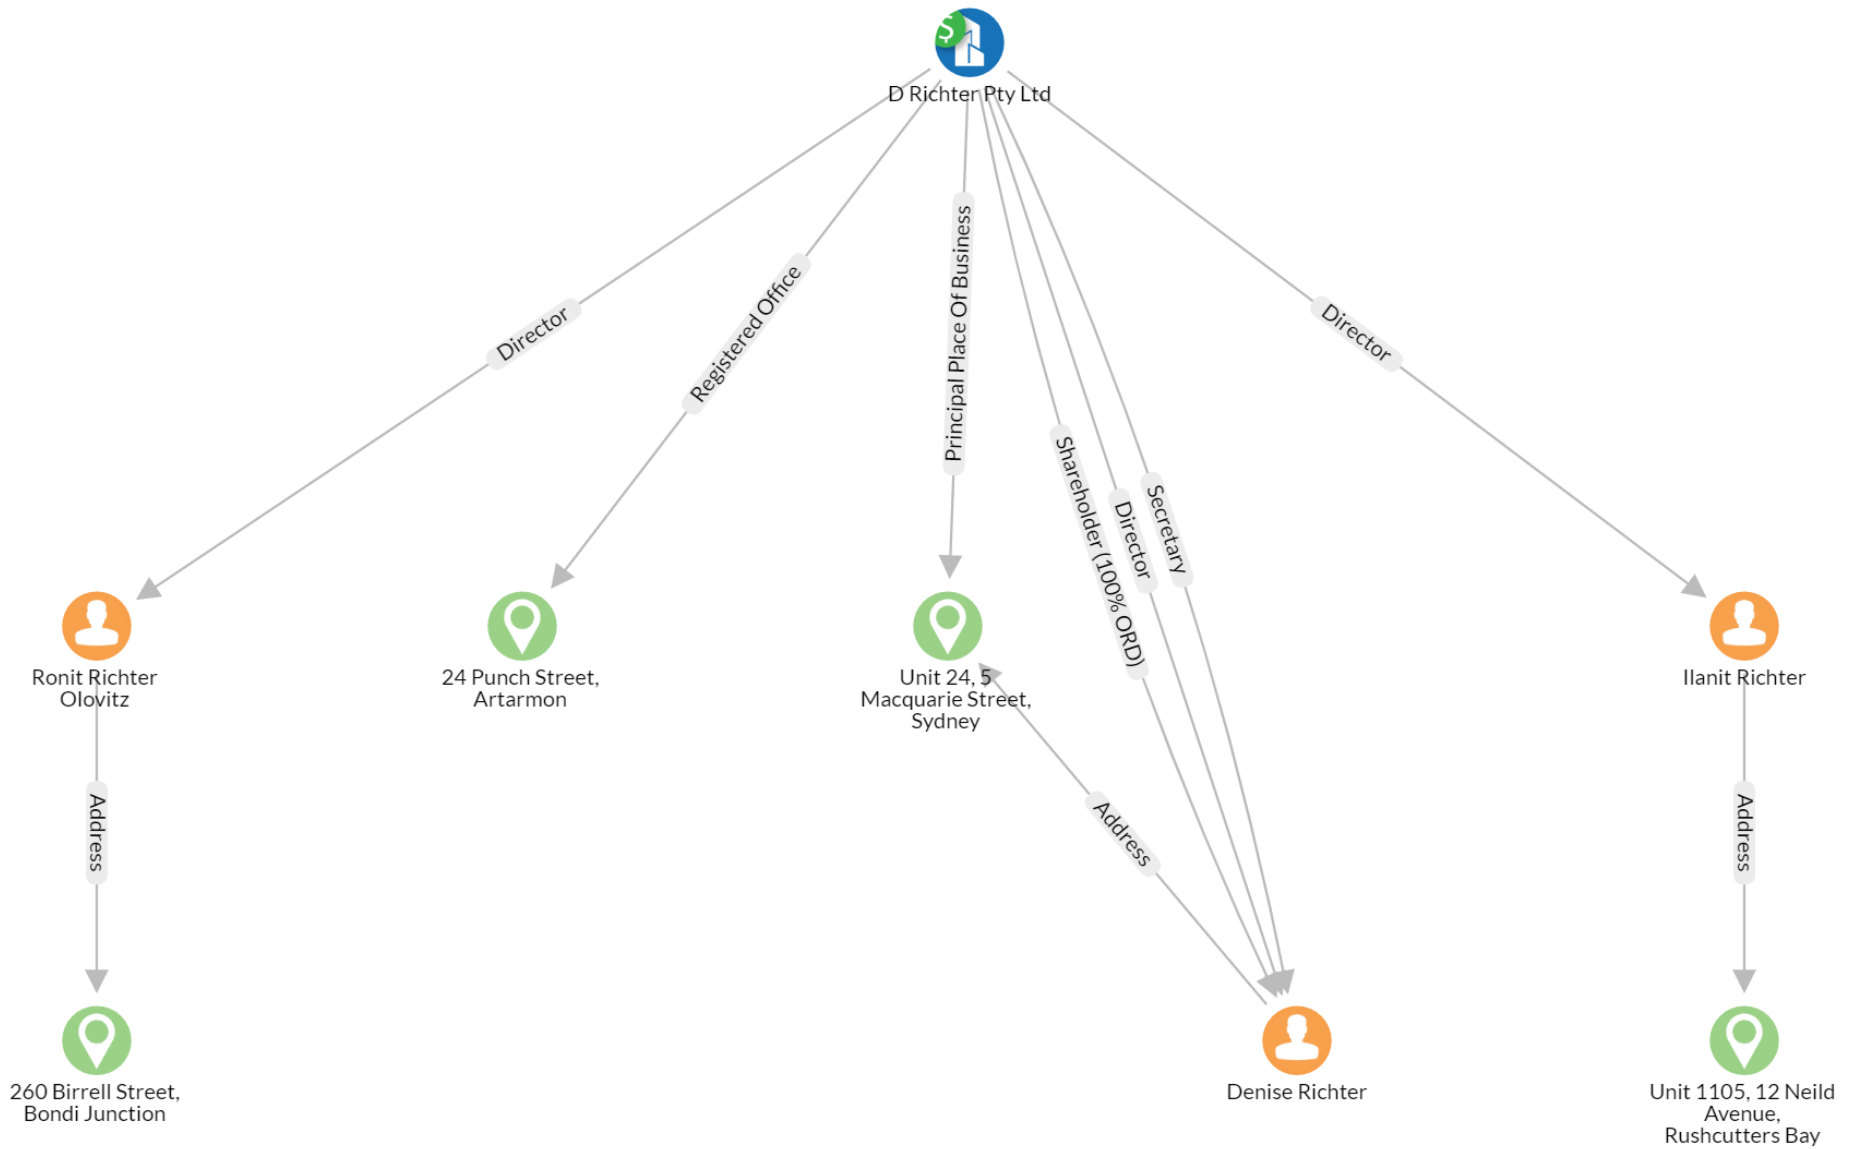 $
D Richter Pty Ltd
Director
Registered Office
Principal Place Of Business
Shareholder (100% ORD)
Director
Secretary
Director
Ronit Richter
Olovitz
24 Punch Street,
Artarmon
Unit 24, 5
Macquarie Street,
Sydney
Ilanit Richter
Address
Address
Address
260 Birrell Street,
Bondi Junction
Denise Richter
Unit 1105, 12 Neild
Avenue,
Rushcutters Bay